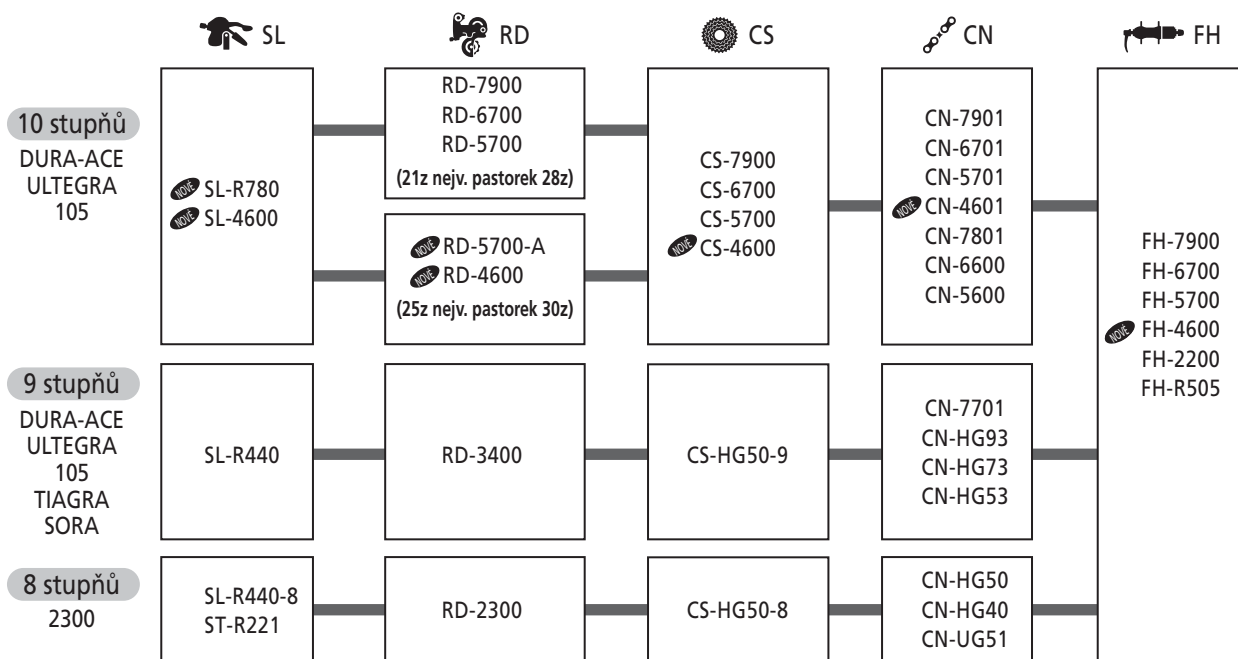 SL
RD
CS
CN
FH
10 stupňů
DURA-ACE
ULTEGRA
105
NOVÉ SL-R780
NOVÉ SL-4600
RD-7900
RD-6700
RD-5700
(21z nejv. pastorek 28z)
NOVÉ RD-5700-A
NOVÉ RD-4600
(25z nejv. pastorek 30z)
CS-7900
CS-6700
CS-5700
NOVÉ CS-4600
CN-7901
CN-6701
CN-5701
NOVÉ CN-4601
CN-7801
CN-6600
CN-5600
FH-7900
FH-6700
FH-5700
NOVÉ FH-4600
FH-2200
FH-R505
9 stupňů
DURA-ACE
ULTEGRA
105
TIAGRA
SORA
SL-R440
RD-3400
CS-HG50-9
CN-7701
CN-HG93
CN-HG73
CN-HG53
8 stupňů
2300
SL-R440-8
ST-R221
RD-2300
CS-HG50-8
CN-HG50
CN-HG40
CN-UG51